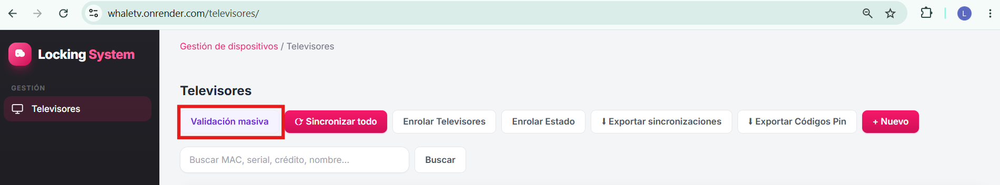 whaletv.onrender.com/televisores/
L
Locking System
GESTIÓN
Televisores
Gestión de dispositivos / Televisores
Televisores
Validación masiva
Sincronizar todo
Enrolar Televisores
Enrolar Estado
Exportar sincronizaciones
Exportar Códigos Pin
+ Nuevo
Buscar MAC, serial, crédito, nombre...
Buscar